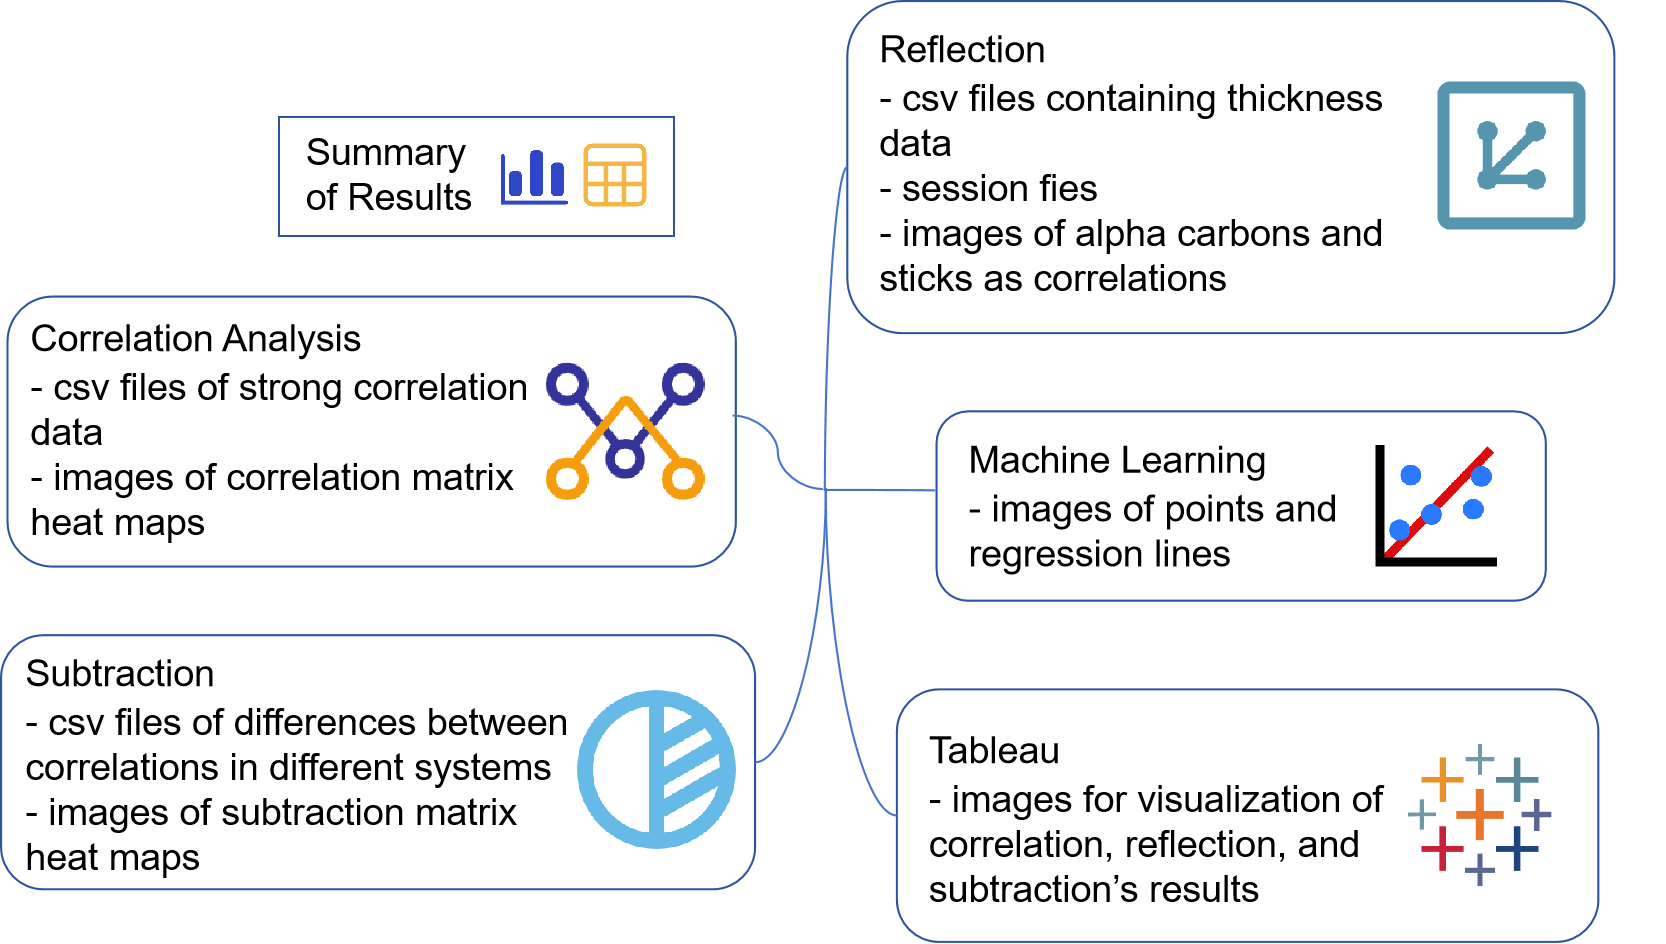 Summary
of Results
Correlation Analysis
- csv files of strong correlation
data
- images of correlation matrix
heat maps
Subtraction
- csv files of differences between
correlations in different systems
- images of subtraction matrix
heat maps
Reflection
- csv files containing thickness
data
- session fies
- images of alpha carbons and
sticks as correlations
Machine Learning
- images of points and
regression lines
Tableau
- images for visualization of
correlation, reflection, and
subtraction’s results